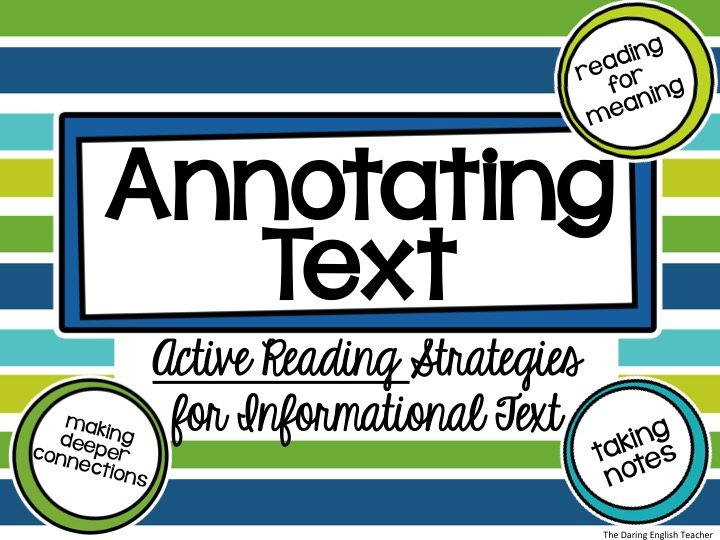 reading
for
meaning
Annotating
Text
Active Reading Strategies
for Informational Text
making
deeper
connections
taking
notes
The Daring English Teacher